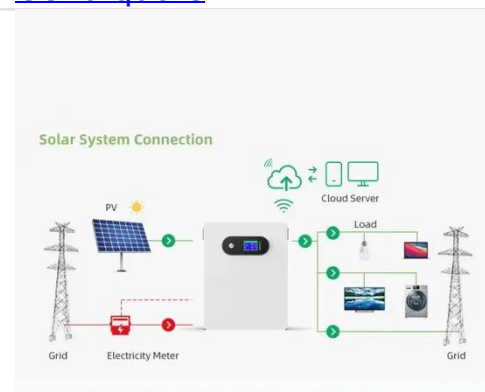 Solar System Connection
Cloud Server
PV
Load
Grid
Electricity Meter
Grid